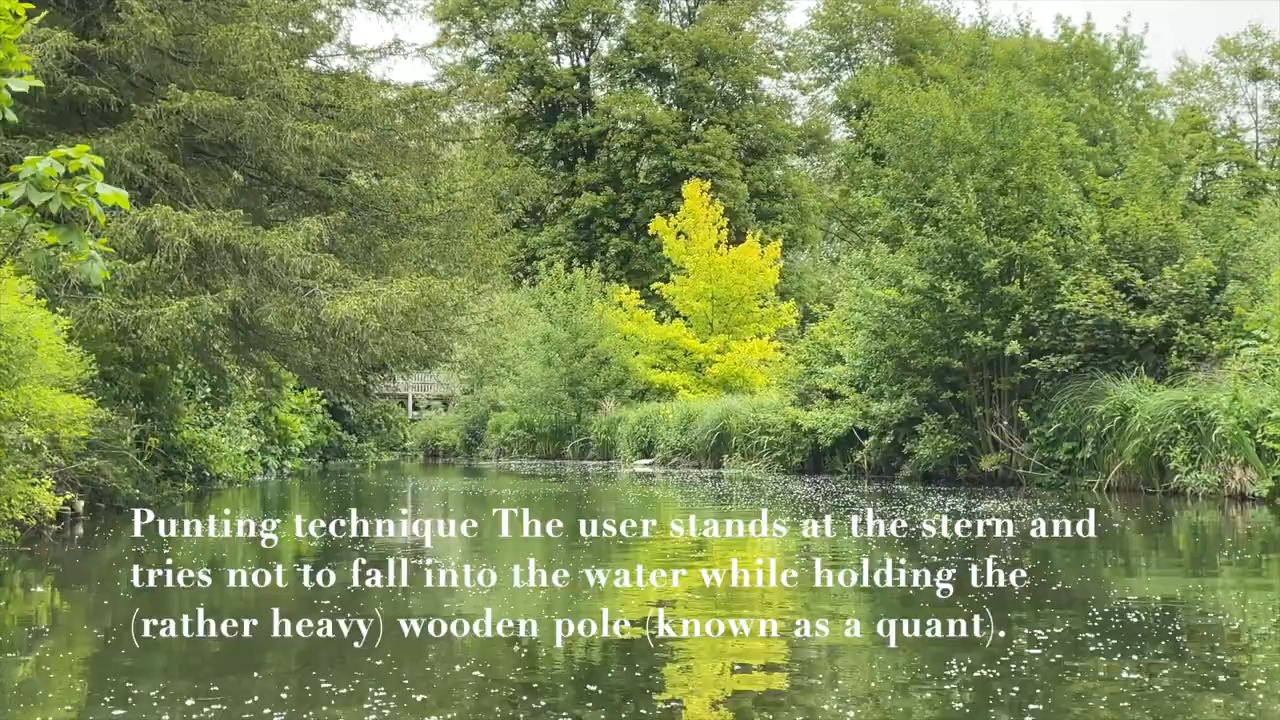 Punting technique The user stands at the stern and
tries not to fall into the water while holding the
(rather heavy) wooden pole (known as a quant).